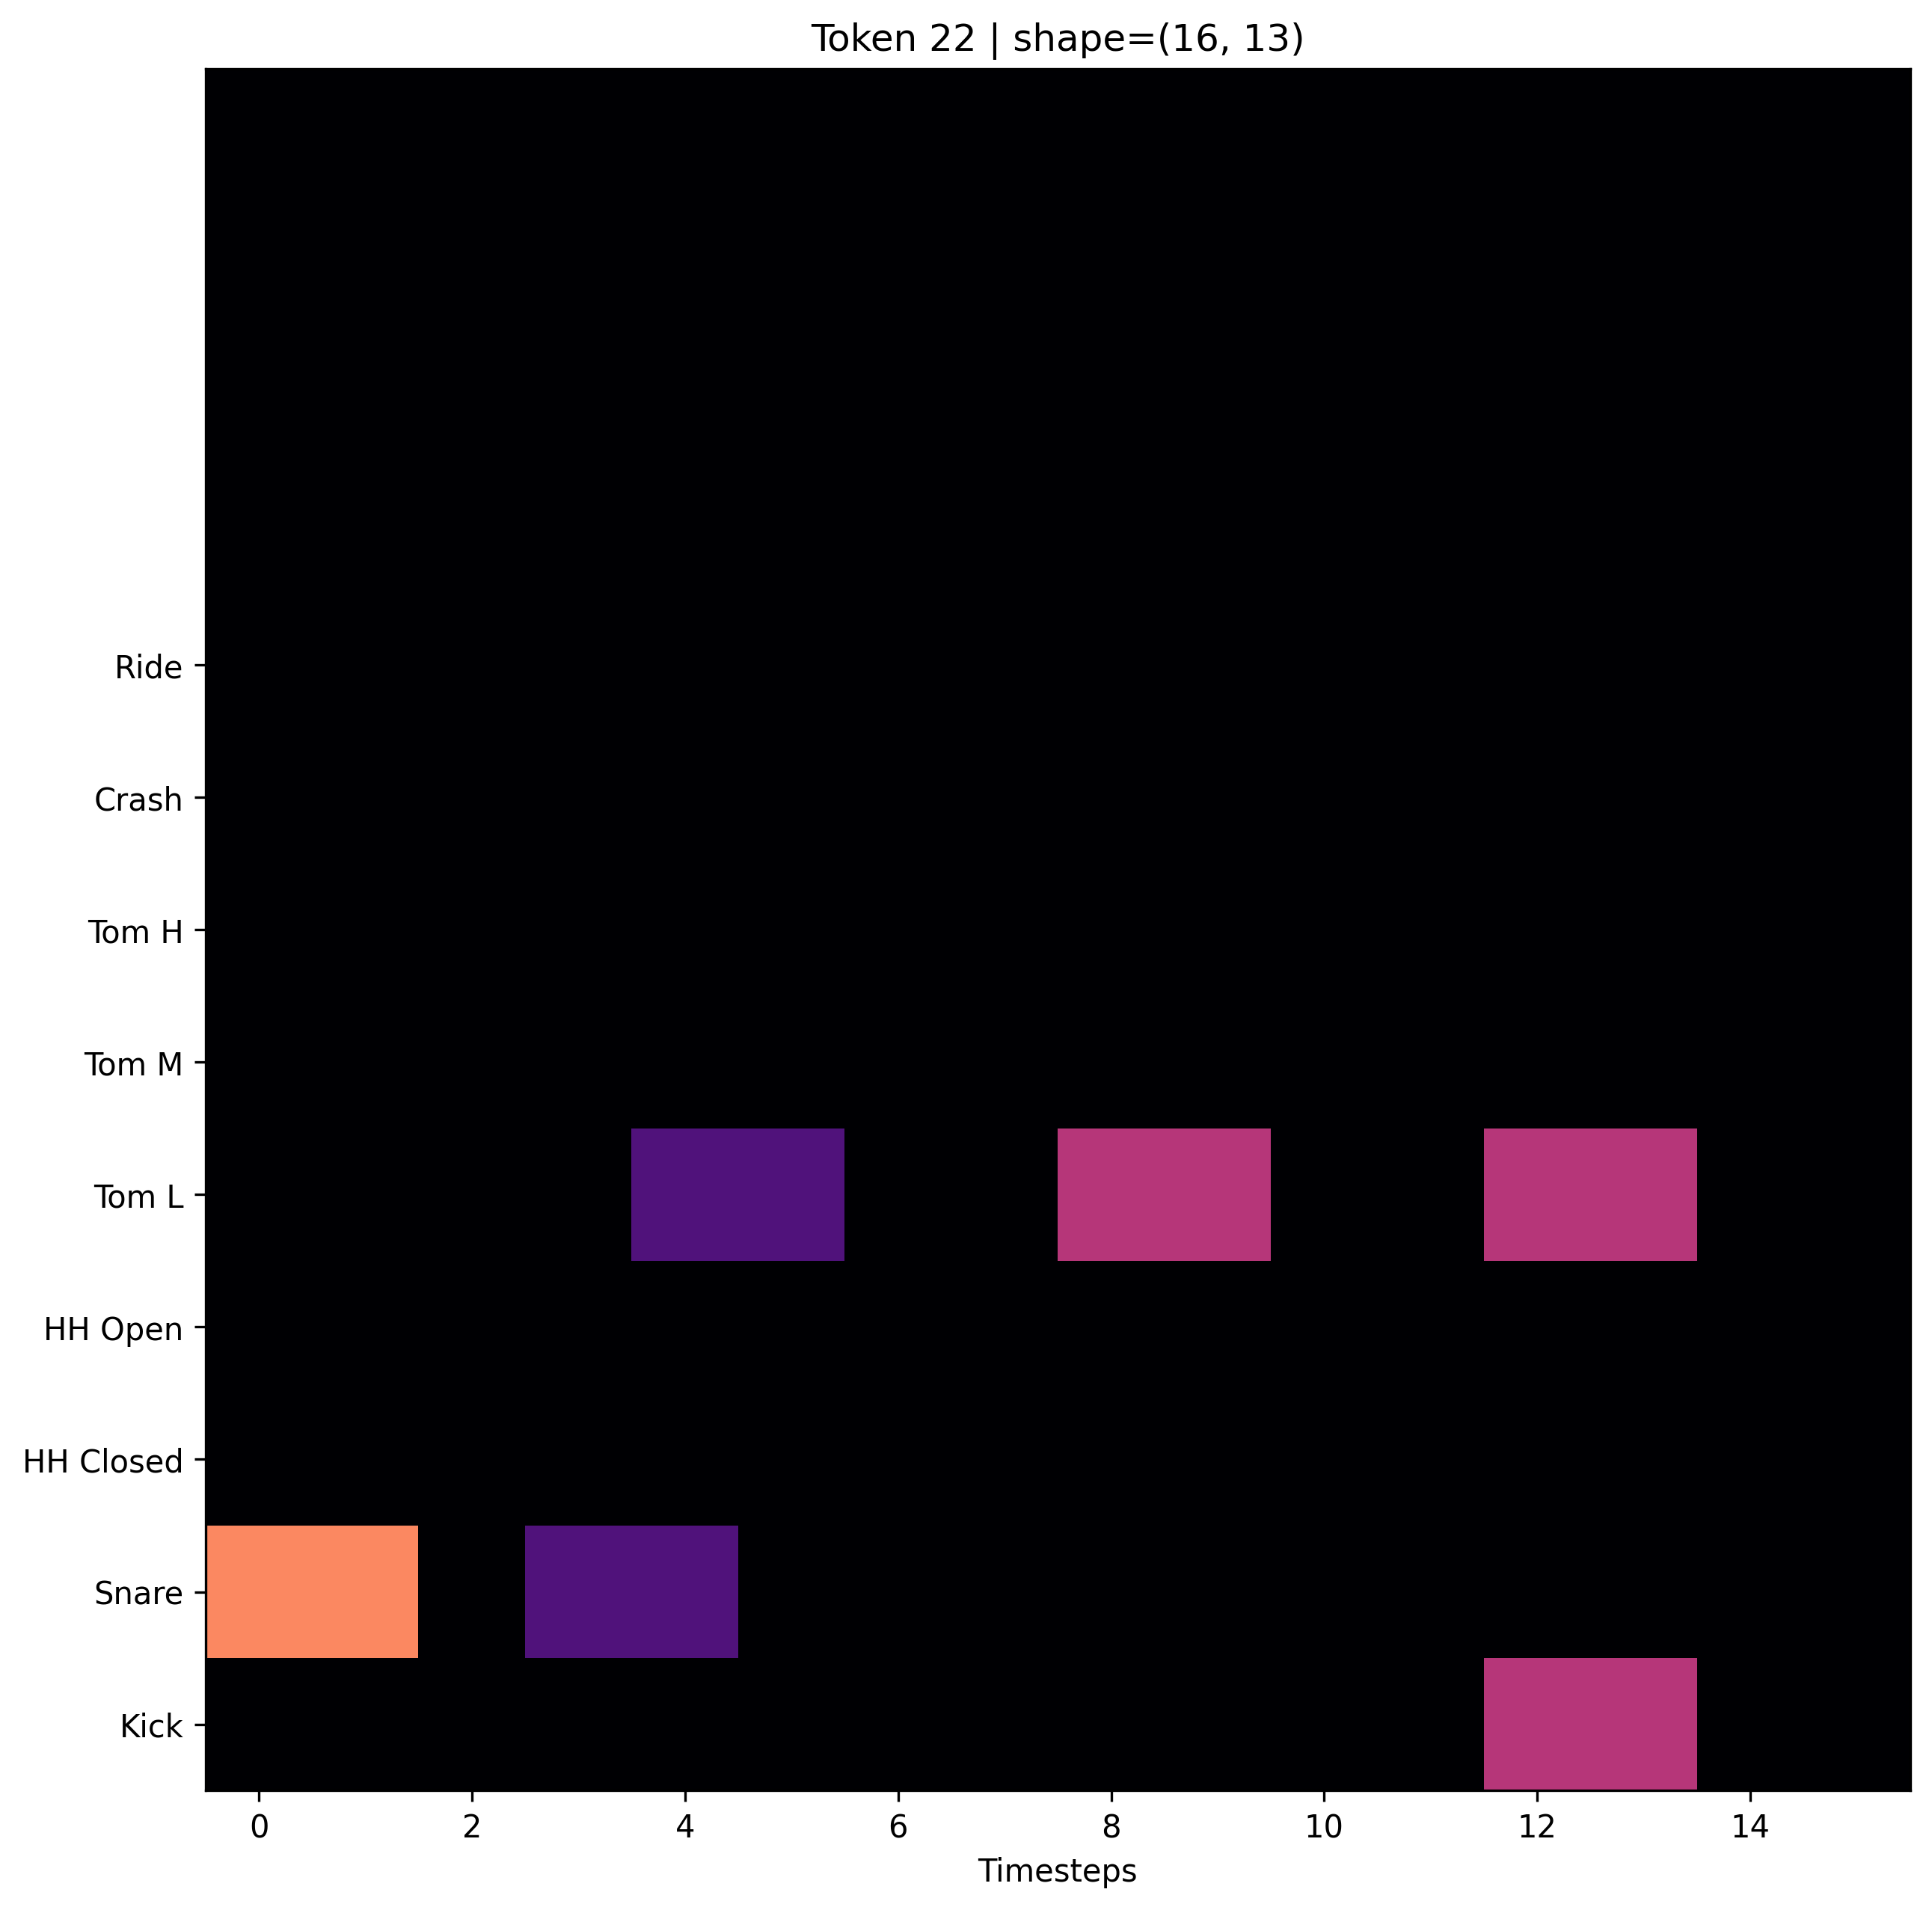 Token 22 | shape=(16, 13)
Ride
Crash
Tom H
Tom M
Tom L
HH Open
HH Closed
Snare
Kick
0 2 4 6 8 10 12 14
Timesteps